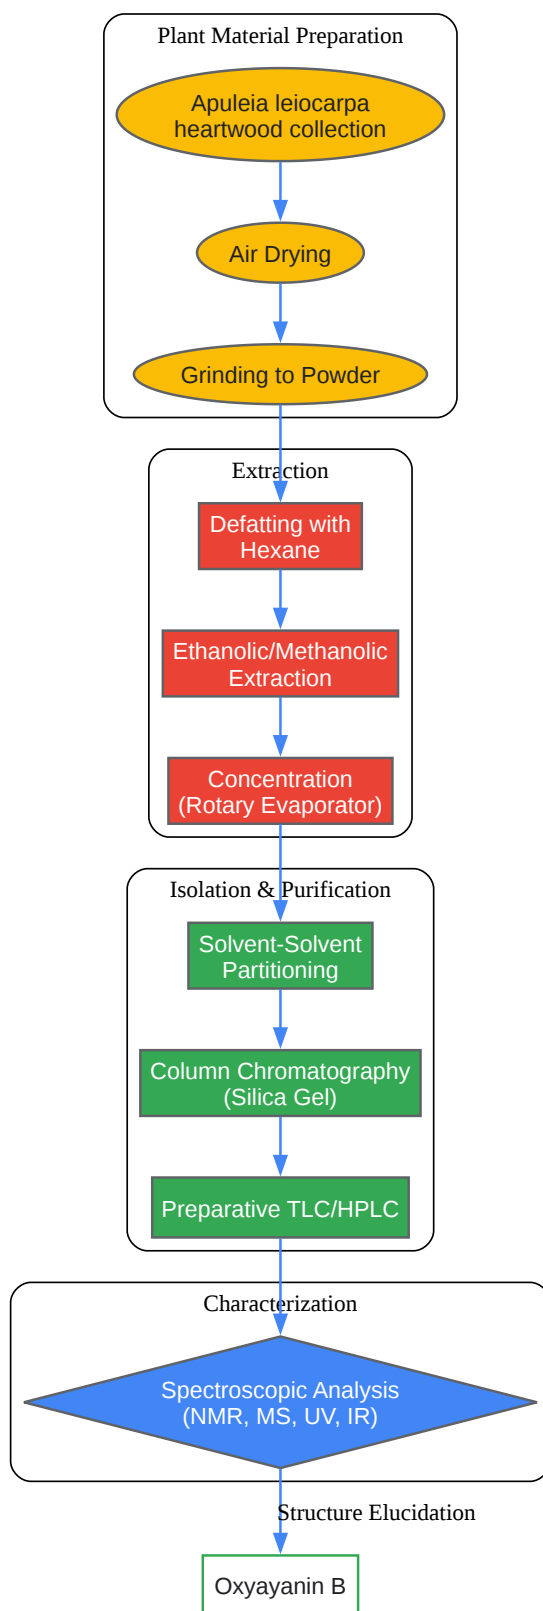 Plant Material Preparation
Apuleia leiocarpa
heartwood collection
Air Drying
Grinding to Powder
Extraction
Defatting with
Hexane
Ethanolic/Methanolic
Extraction
Concentration
(Rotary Evaporator)
Isolation & Purification
Solvent-Solvent
Partitioning
Column Chromatography
(Silica Gel)
Preparative TLC/HPLC
Characterization
Spectroscopic Analysis
(NMR, MS, UV, IR)
Structure Elucidation
Oxyayanin B